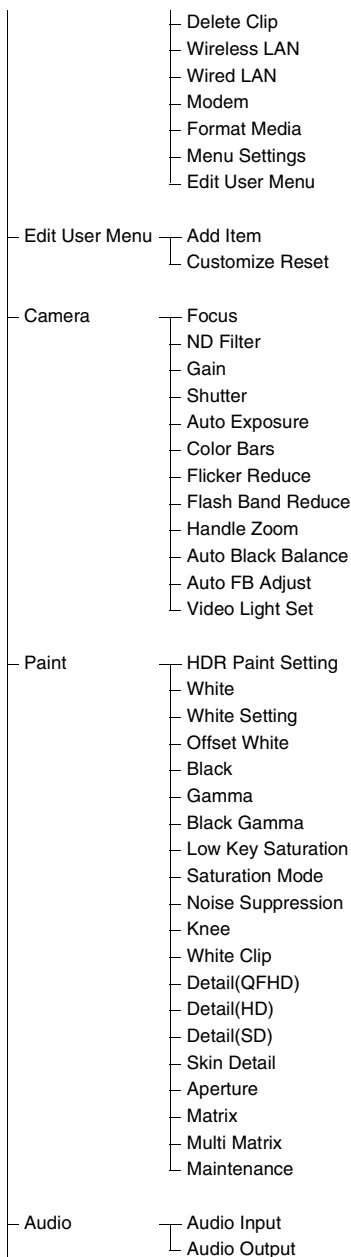 Delete Clip
Wireless LAN
Wired LAN
Modem
Format Media
Menu Settings
Edit User Menu
Edit User Menu Add Item
Customize Reset
Camera Focus
ND Filter
Gain
Shutter
Auto Exposure
Color Bars
Flicker Reduce
Flash Band Reduce
Handle Zoom
Auto Black Balance
Auto FB Adjust
Video Light Set
Paint HDR Paint Setting
White
White Setting
Offset White
Black
Gamma
Black Gamma
Low Key Saturation
Saturation Mode
Noise Suppression
Knee
White Clip
Detail(QFHD)
Detail(HD)
Detail(SD)
Skin Detail
Aperture
Matrix
Multi Matrix
Maintenance
Audio Audio Input
Audio Output